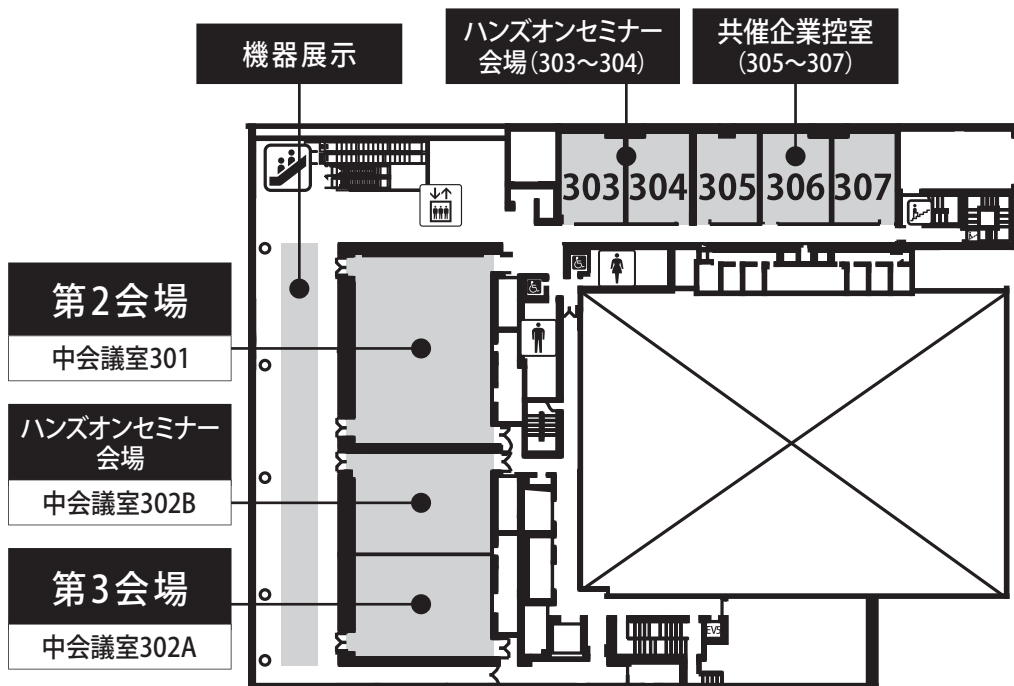 機器展示
ハンズオンセミナー
会場(303〜304)
共催企業控室
(305〜307)
303
304
305
306
307
第2会場
中会議室301
ハンズオンセミナー
会場
中会議室302B
第3会場
中会議室302A
EVS